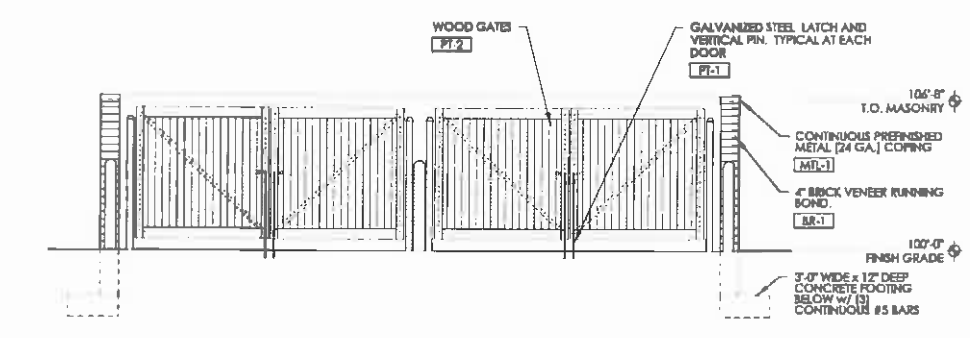 WOOD GATES
PT-2
GALVANIZED STEEL LATCH AND
VERTICAL PIN. TYPICAL AT EACH
DOOR
PT-1
106'-8"
T.O. MASONRY
CONTINUOUS PREFINISHED
METAL (24 GA.) COPING
MTL-1
4" BRICK VENEER RUNNING
BOND.
BR-1
100'-0"
FINISH GRADE
3'-0" WIDE x 12" DEEP
CONCRETE FOOTING
BELOW w/ (3)
CONTINUOUS #5 BARS